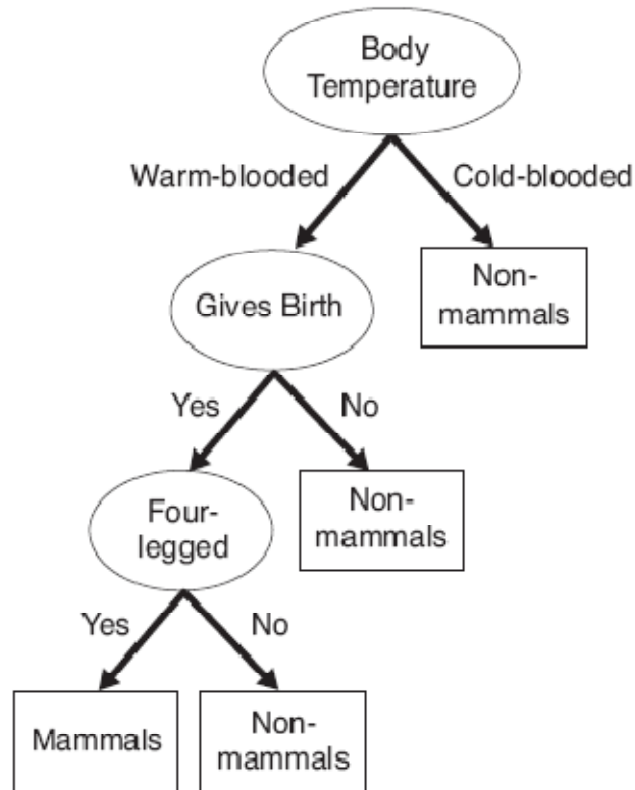 Body
Temperature
Warm-blooded
Cold-blooded
Gives Birth
Non-
mammals
Yes
No
Four-
legged
Non-
mammals
Yes
No
Mammals
Non-
mammals